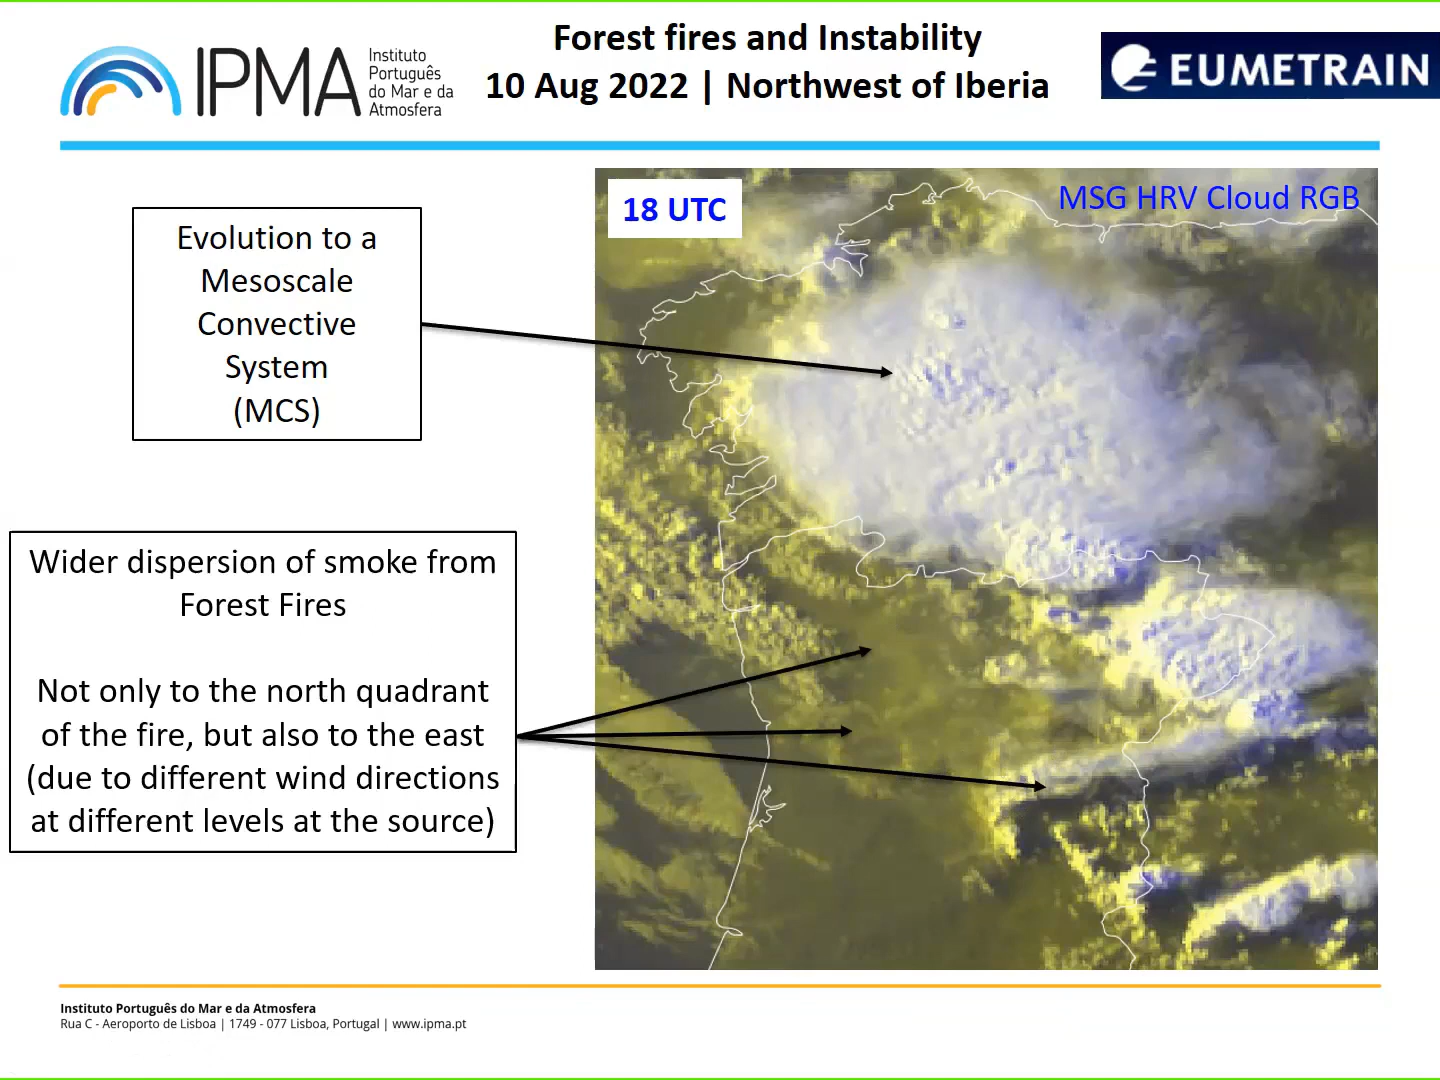 IPMA
Instituto
Português
do Mar e da
Atmosfera
Forest fires and Instability
10 Aug 2022 | Northwest of Iberia
EUMETRAIN
18 UTC
MSG HRV Cloud RGB
Evolution to a
Mesoscale
Convective
System
(MCS)
Wider dispersion of smoke from
Forest Fires
Not only to the north quadrant
of the fire, but also to the east
(due to different wind directions
at different levels at the source)
Instituto Português do Mar e da Atmosfera
Rua C - Aeroporto de Lisboa | 1749 - 077 Lisboa, Portugal | www.ipma.pt